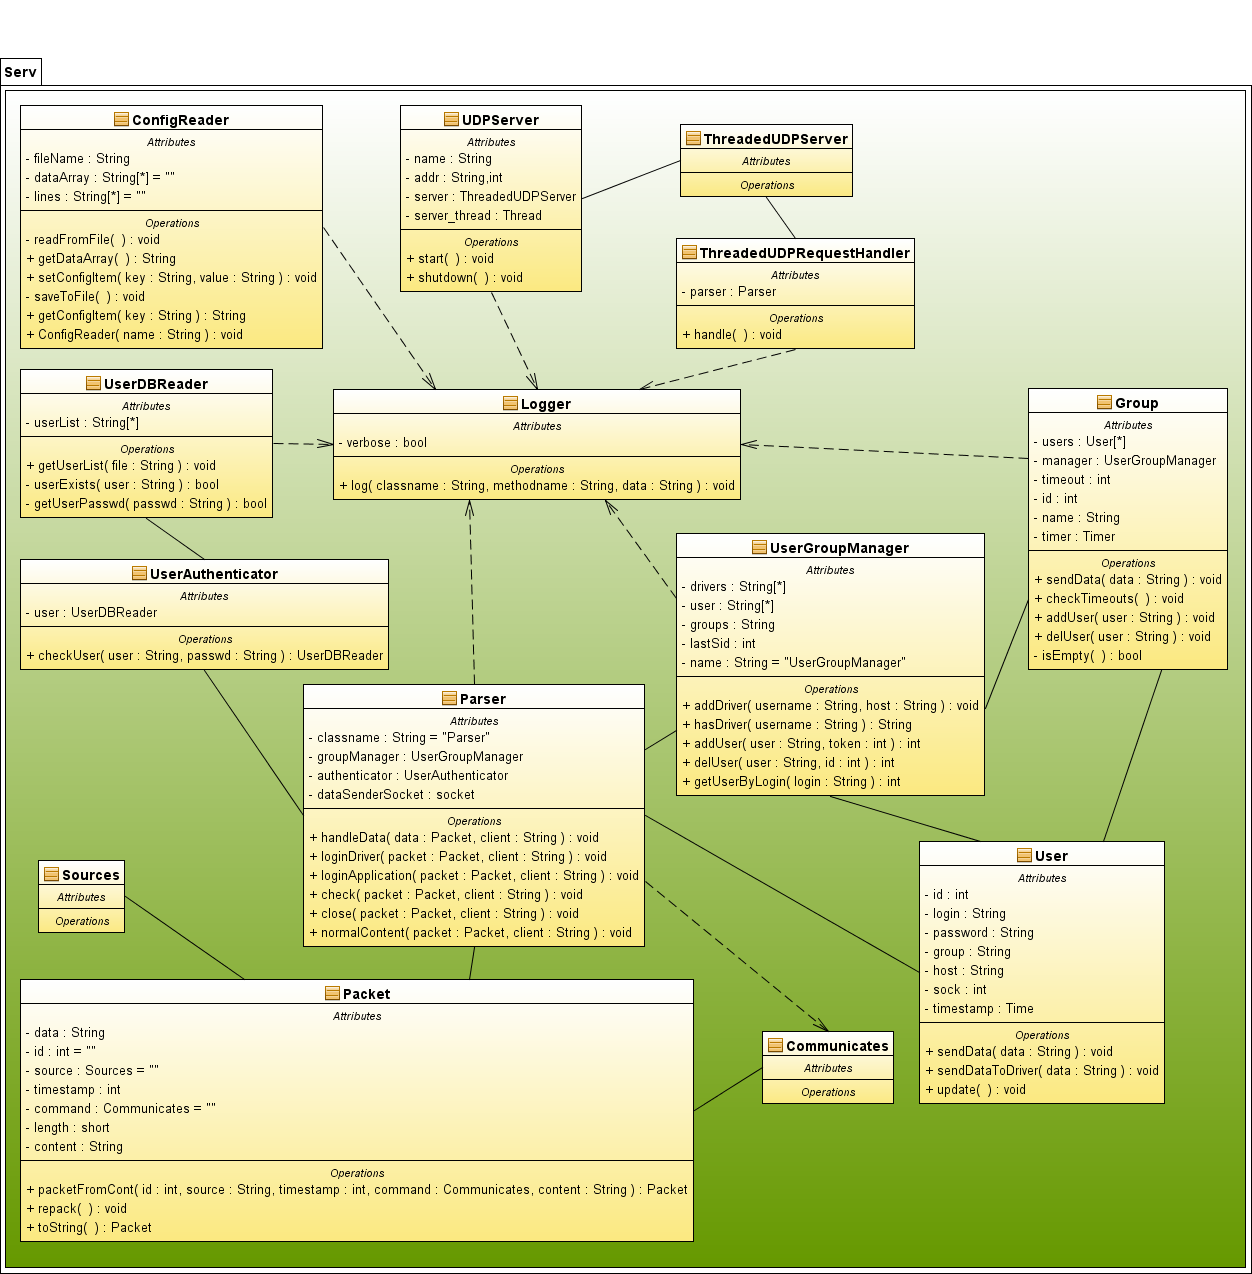 Serv
ConfigReader
Attributes
- fileName : String
- dataArray : String[*] = ""
- lines : String[*] = ""
Operations
- readFromFile(  ) : void
+ getDataArray(  ) : String
+ setConfigItem( key : String, value : String ) : void
- saveToFile(  ) : void
+ getConfigItem( key : String ) : String
+ ConfigReader( name : String ) : void
UDPServer
Attributes
- name : String
- addr : String,int
- server : ThreadedUDPServer
- server_thread : Thread
Operations
+ start(  ) : void
+ shutdown(  ) : void
ThreadedUDPServer
Attributes
Operations
ThreadedUDPRequestHandler
Attributes
- parser : Parser
Operations
+ handle(  ) : void
UserDBReader
Attributes
- userList : String[*]
Operations
+ getUserList( file : String ) : void
- userExists( user : String ) : bool
- getUserPasswd( passwd : String ) : bool
Logger
Attributes
- verbose : bool
Operations
+ log( classname : String, methodname : String, data : String ) : void
Group
Attributes
- users : User[*]
- manager : UserGroupManager
- timeout : int
- id : int
- name : String
- timer : Timer
Operations
+ sendData( data : String ) : void
+ checkTimeouts(  ) : void
+ addUser( user : String ) : void
+ delUser( user : String ) : void
- isEmpty(  ) : bool
UserAuthenticator
Attributes
- user : UserDBReader
Operations
+ checkUser( user : String, passwd : String ) : UserDBReader
UserGroupManager
Attributes
- drivers : String[*]
- user : String[*]
- groups : String
- lastSid : int
- name : String = "UserGroupManager"
Operations
+ addDriver( username : String, host : String ) : void
+ hasDriver( username : String ) : String
+ addUser( user : String, token : int ) : int
+ delUser( user : String, id : int ) : int
+ getUserByLogin( login : String ) : int
Parser
Attributes
- classname : String = "Parser"
- groupManager : UserGroupManager
- authenticator : UserAuthenticator
- dataSenderSocket : socket
Operations
+ handleData( data : Packet, client : String ) : void
+ loginDriver( packet : Packet, client : String ) : void
+ loginApplication( packet : Packet, client : String ) : void
+ check( packet : Packet, client : String ) : void
+ close( packet : Packet, client : String ) : void
+ normalContent( packet : Packet, client : String ) : void
Sources
Attributes
Operations
User
Attributes
- id : int
- login : String
- password : String
- group : String
- host : String
- sock : int
- timestamp : Time
Operations
+ sendData( data : String ) : void
+ sendDataToDriver( data : String ) : void
+ update(  ) : void
Packet
Attributes
- data : String
- id : int = ""
- source : Sources = ""
- timestamp : int
- command : Communicates = ""
- length : short
- content : String
Operations
+ packetFromCont( id : int, source : String, timestamp : int, command : Communicates, content : String ) : Packet
+ repack(  ) : void
+ toString(  ) : Packet
Communicates
Attributes
Operations